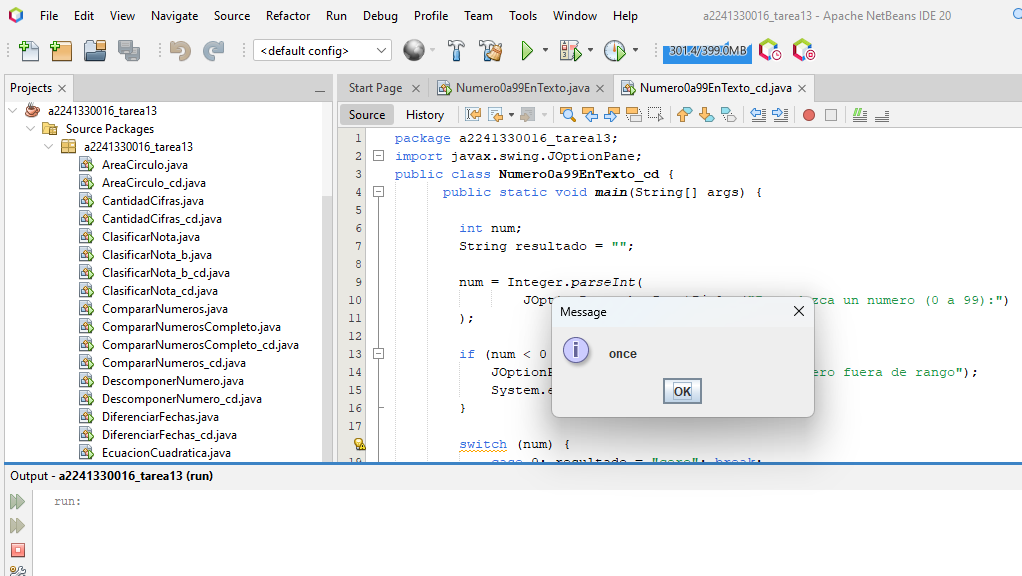 File Edit View Navigate Source Refactor Run Debug Profile Team Tools Window Help a2241330016_tarea13 - Apache NetBeans IDE 20
<default config> 301.4/399.0MB
Projects
a2241330016_tarea13
Source Packages
a2241330016_tarea13
AreaCirculo.java
AreaCirculo_cd.java
CantidadCifras.java
CantidadCifras_cd.java
ClasificarNota.java
ClasificarNota_b.java
ClasificarNota_b_cd.java
ClasificarNota_cd.java
CompararNumeros.java
CompararNumerosCompleto.java
CompararNumerosCompleto_cd.java
CompararNumeros_cd.java
DescomponerNumero.java
DescomponerNumero_cd.java
DiferenciarFechas.java
DiferenciarFechas_cd.java
EcuacionCuadratica.java
Start Page Numero0a99EnTexto.java Numero0a99EnTexto_cd.java
Source History
1 package a2241330016_tarea13;
2 import javax.swing.JOptionPane;
3 public class Numero0a99EnTexto_cd {
4 public static void main(String[] args) {
5
6 int num;
7 String resultado = "";
8
9 num = Integer.parseInt(
10 un numero (0 a 99):")
11 );
12
13 if (num < 0
14 fuera de rango");
15
16 }
17
switch (num) {
19 case 0: resultado = "cero"; break;
Message
once
OK
Output - a2241330016_tarea13 (run)
run: